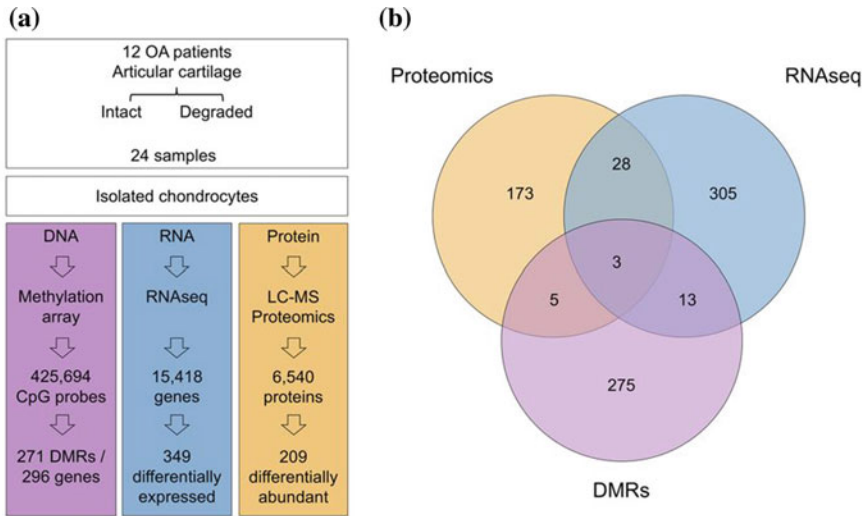 (a)
12 OA patients
Articular cartilage
Intact Degraded
24 samples
Isolated chondrocytes
DNA
Methylation
array
425,694
CpG probes
271 DMRs /
296 genes
RNA
RNAseq
15,418
genes
349
differentially
expressed
Protein
LC-MS
Proteomics
6,540
proteins
209
differentially
abundant
(b)
Proteomics
RNAseq
28
173
305
3
5
13
275
DMRs